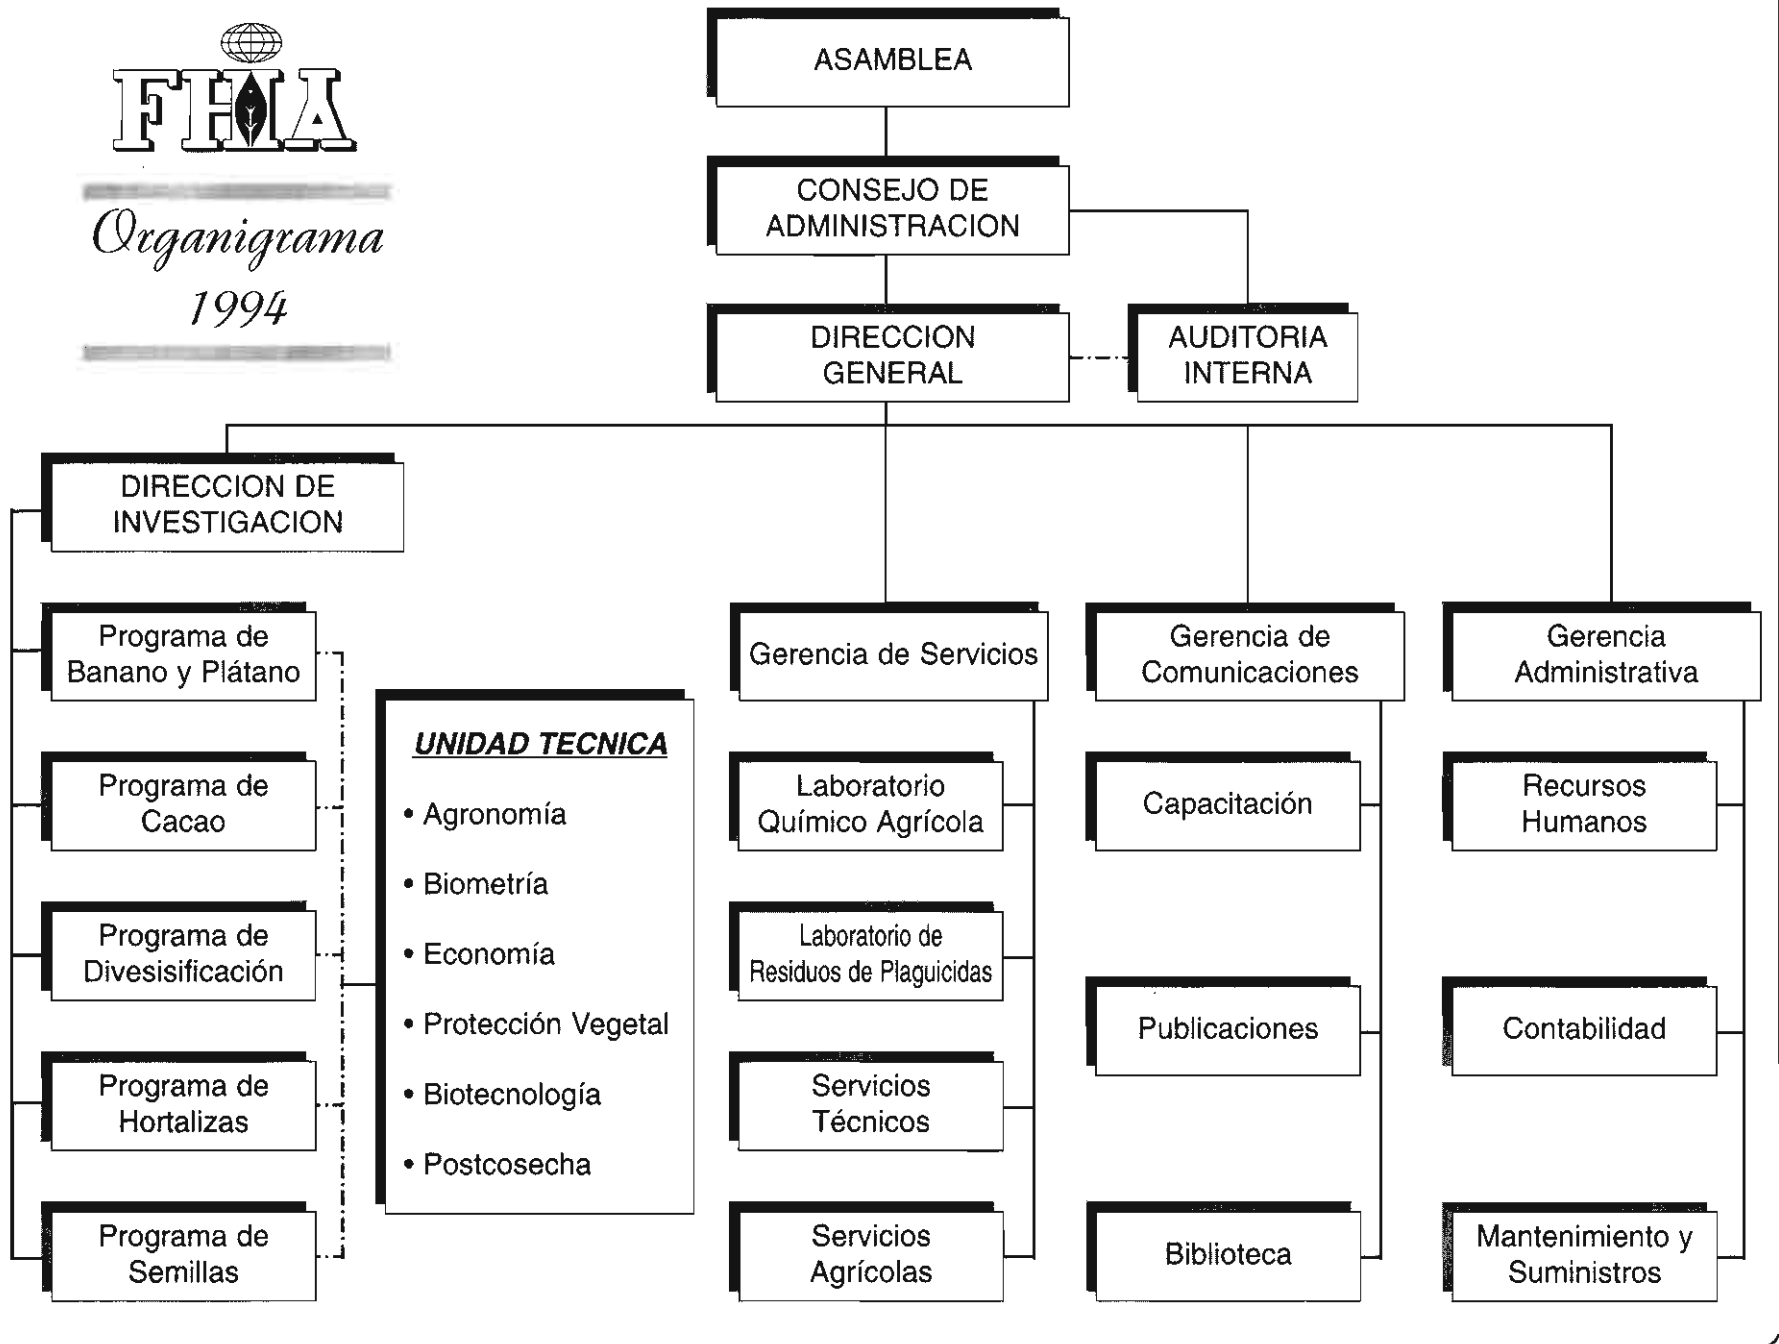 FHIA
Organigrama
1994
ASAMBLEA
CONSEJO DE
ADMINISTRACION
DIRECCION
GENERAL
AUDITORIA
INTERNA
DIRECCION DE
INVESTIGACION
Programa de
Banano y Plátano
Programa de
Cacao
Programa de
Divesisificación
Programa de
Hortalizas
Programa de
Semillas
UNIDAD TECNICA
• Agronomía
• Biometría
• Economía
• Protección Vegetal
• Biotecnología
• Postcosecha
Gerencia de Servicios
Laboratorio
Químico Agrícola
Laboratorio de
Residuos de Plaguicidas
Servicios
Técnicos
Servicios
Agrícolas
Gerencia de
Comunicaciones
Capacitación
Publicaciones
Biblioteca
Gerencia
Administrativa
Recursos
Humanos
Contabilidad
Mantenimiento y
Suministros